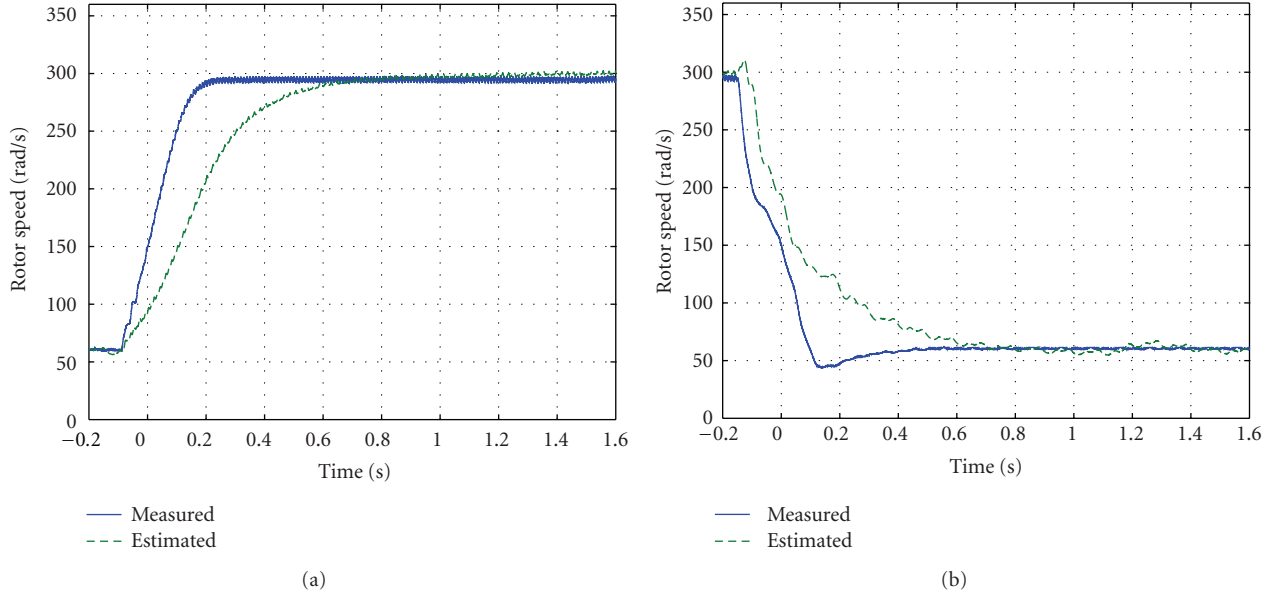 350
300
250
200
150
100
50
0
Rotor speed (rad/s)
−0.2 0 0.2 0.4 0.6 0.8 1 1.2 1.4 1.6
Time (s)
Measured
Estimated
(a)
350
300
250
200
150
100
50
0
Rotor speed (rad/s)
−0.2 0 0.2 0.4 0.6 0.8 1 1.2 1.4 1.6
Time (s)
Measured
Estimated
(b)